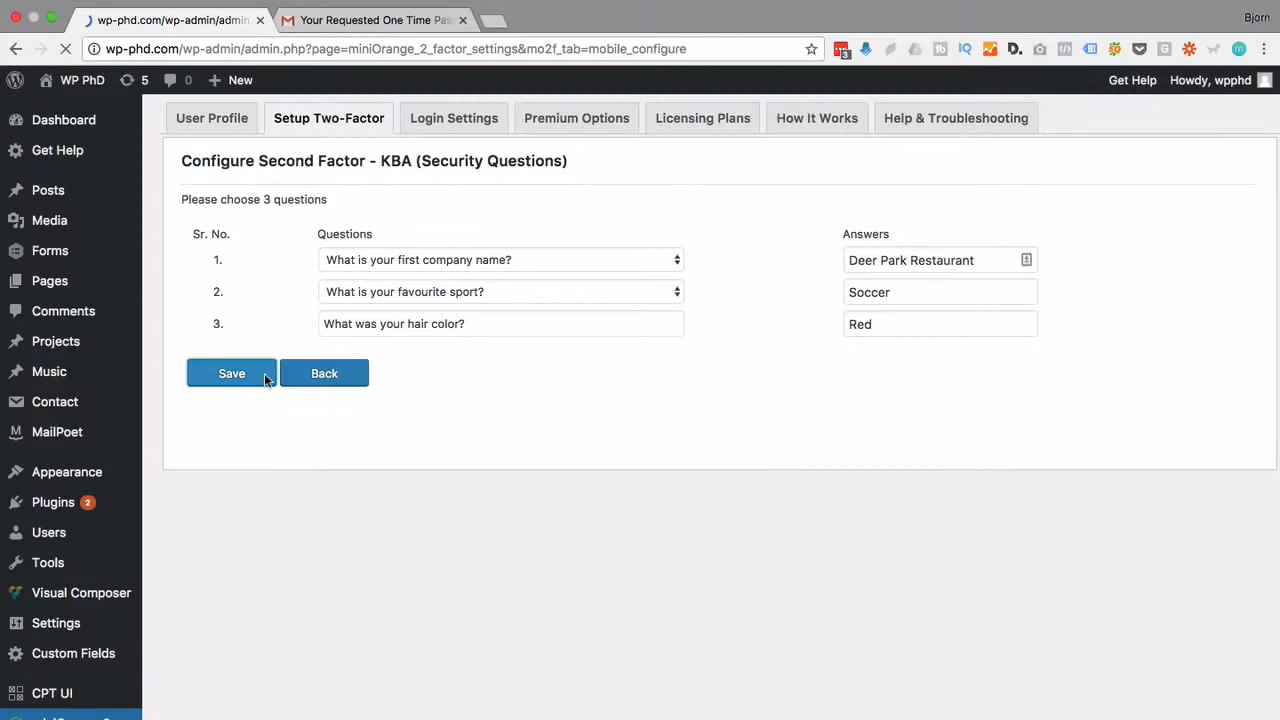 wp-phd.com/wp-admin/admin
Your Requested One Time Pas
Bjorn
wp-phd.com/wp-admin/admin.php?page=miniOrange_2_factor_settings&mo2f_tab=mobile_configure
WP PhD
5
0
New
Get Help
Howdy, wpphd
Dashboard
Get Help
Posts
Media
Forms
Pages
Comments
Projects
Music
Contact
MailPoet
Appearance
Plugins 2
Users
Tools
Visual Composer
Settings
Custom Fields
CPT UI
User Profile
Setup Two-Factor
Login Settings
Premium Options
Licensing Plans
How It Works
Help & Troubleshooting
Configure Second Factor - KBA (Security Questions)
Please choose 3 questions
Sr. No. Questions Answers
1. What is your first company name? Deer Park Restaurant
2. What is your favourite sport? Soccer
3. What was your hair color? Red
Save Back